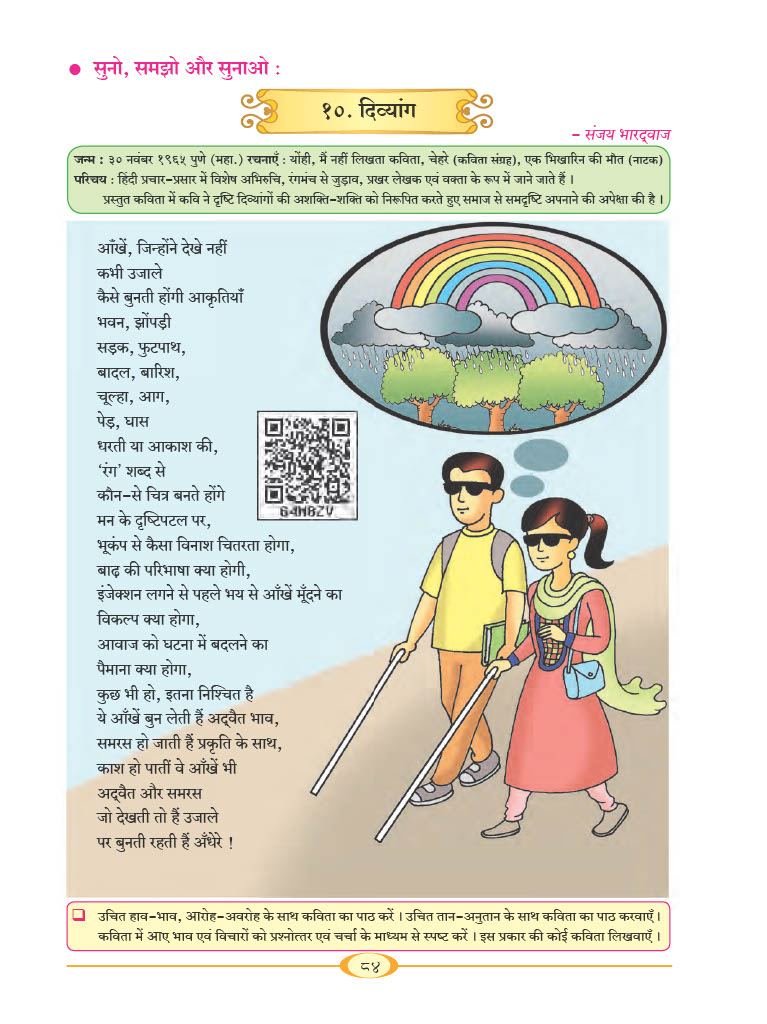 ● सुनो, समझो और सुनाओ :
१०. दिव्यांग
– संजय भारद्‌वाज
जन्म : ३० नवंबर १९६५ पुणे (महा.) रचनाएँ : योंही, मैं नहीं लिखता कविता, चेहरे (कविता संग्रह), एक भिखारिन की मौत (नाटक)
परिचय : हिंदी प्रचार-प्रसार में विशेष अभिरुचि, रंगमंच से जुड़ाव, प्रखर लेखक एवं वक्ता के रूप में जाने जाते हैं ।
प्रस्तुत कविता में कवि ने दृष्टि दिव्यांगों की अशक्ति-शक्ति को निरूपित करते हुए समाज से समदृष्टि अपनाने की अपेक्षा की है ।
आँखें, जिन्होंने देखे नहीं
कभी उजाले
कैसे बुनती होंगी आकृतियाँ
भवन, झोंपड़ी
सड़क, फुटपाथ,
बादल, बारिश,
चूल्हा, आग,
पेड़, घास
धरती या आकाश की,
‘रंग’ शब्द से
कौन-से चित्र बनते होंगे
मन के दृष्टिपटल पर,
भूकंप से कैसा विनाश चितरता होगा,
बाढ़ की परिभाषा क्या होगी,
इंजेक्शन लगने से पहले भय से आँखें मूँदने का
विकल्प क्या होगा,
आवाज को घटना में बदलने का
पैमाना क्या होगा,
कुछ भी हो, इतना निश्चित है
ये आँखें बुन लेती हैं अद्‌वैत भाव,
समरस हो जाती हैं प्रकृति के साथ,
काश हो पातीं वे आँखें भी
अद्‌वैत और समरस
जो देखती तो हैं उजाले
पर बुनती रहती हैं अँधेरे !
G4M8ZV
❑ उचित हाव-भाव, आरोह-अवरोह के साथ कविता का पाठ करें । उचित तान-अनुतान के साथ कविता का पाठ करवाएँ ।
कविता में आए भाव एवं विचारों को प्रश्नोत्तर एवं चर्चा के माध्यम से स्पष्ट करें । इस प्रकार की कोई कविता लिखवाएँ ।
८४